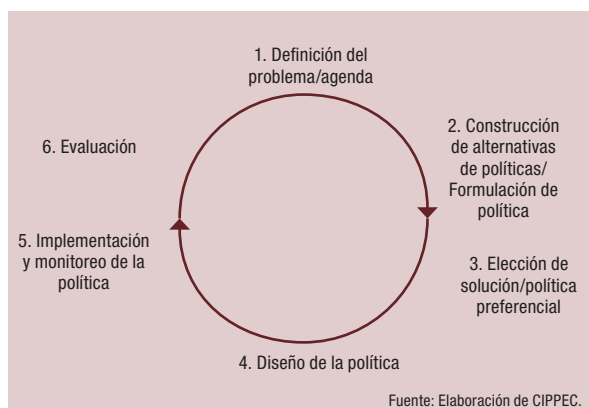 1. Definición del
problema/agenda
2. Construcción
de alternativas
de políticas/
Formulación de
política
3. Elección de
solución/política
preferencial
4. Diseño de la política
5. Implementación
y monitoreo de la
política
6. Evaluación
Fuente: Elaboración de CIPPEC.